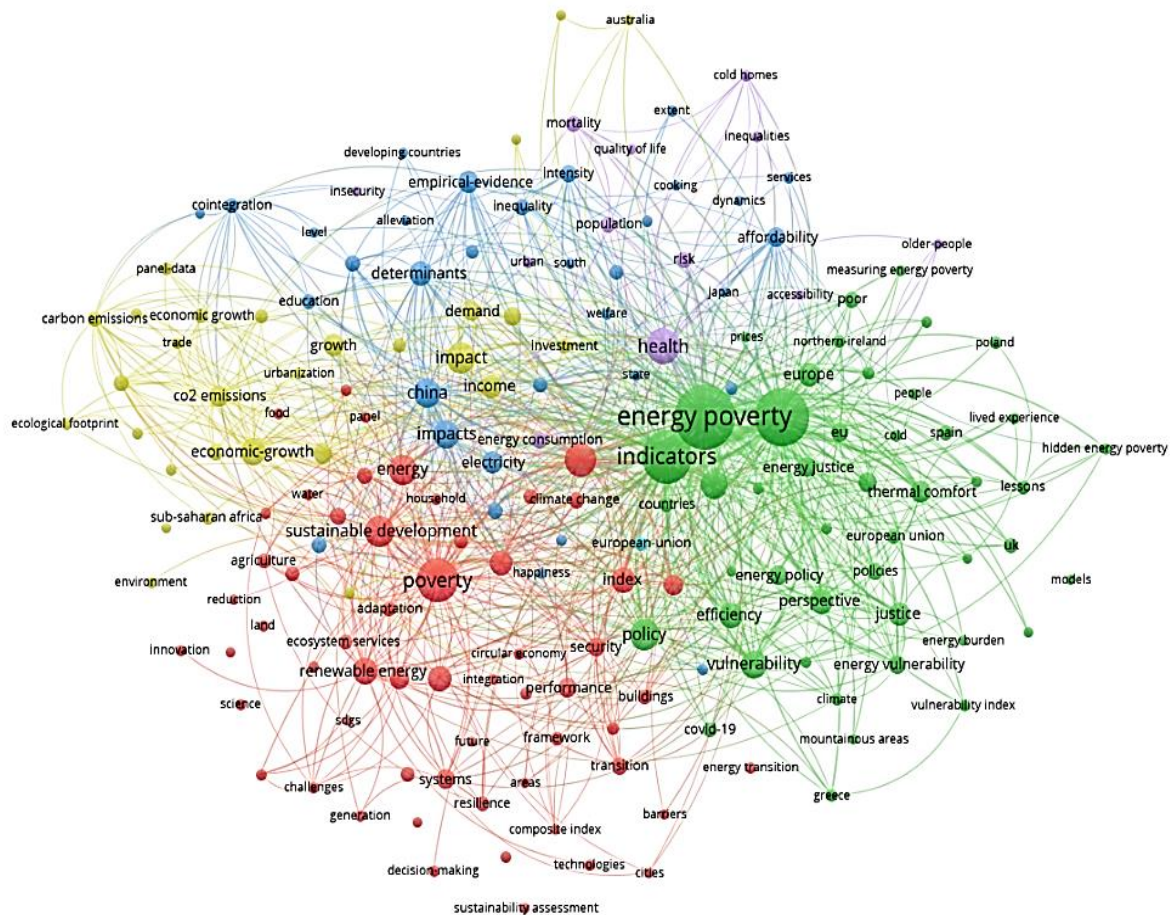 australia
cold homes
extent
mortality
inequalities
quality of life
developing countries
intensity
empirical-evidence
cooking
services
insecurity
dynamics
cointegration
inequality
alleviation
population
level
affordability
older-people
urban
south
risk
panel-data
determinants
measuring energy poverty
education
japan
accessibility
poor
carbon emissions
economic growth
demand
welfare
trade
growth
impact
investment
health
prices
northern-ireland
poland
urbanization
income
state
europe
china
people
co2 emissions
food
panel
energy poverty
ecological footprint
lived experience
impacts
energy consumption
eu
cold
spain
hidden energy poverty
economic-growth
indicators
electricity
energy
energy justice
water
household
climate change
countries
thermal comfort
lessons
sub-saharan africa
sustainable development
european-union
european union
uk
agriculture
happiness
environment
poverty
index
energy policy
policies
models
reduction
adaptation
perspective
land
efficiency
justice
ecosystem services
policy
energy burden
innovation
circular economy
security
renewable energy
vulnerability
energy vulnerability
integration
performance
buildings
science
climate
vulnerability index
sdgs
covid-19
future
framework
mountainous areas
challenges
systems
areas
transition
energy transition
greece
resilience
generation
composite index
barriers
decision-making
technologies
cities
sustainability assessment